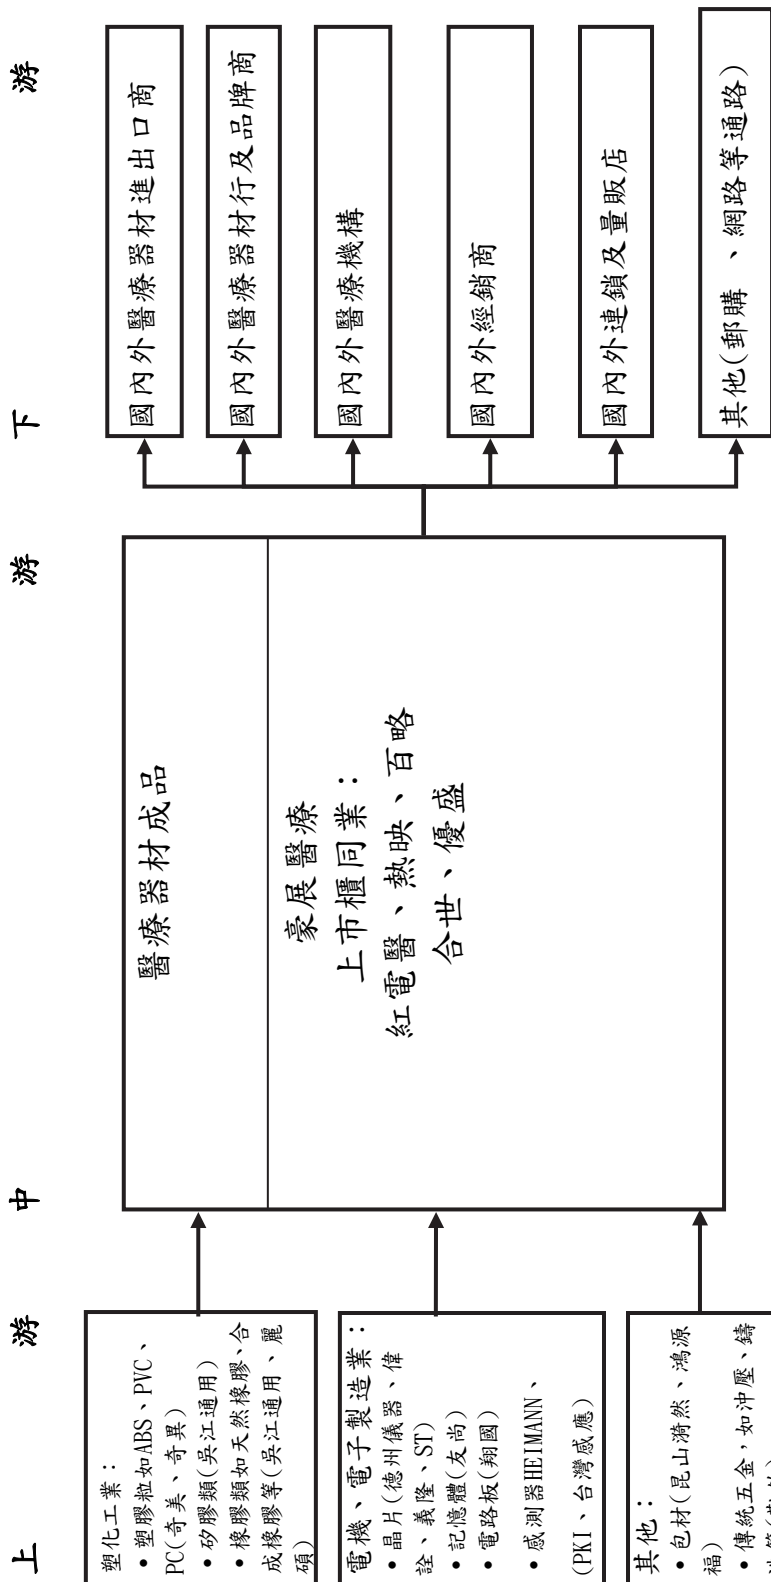 上 游 中 游 下 游
塑化工業：
• 塑膠粒如ABS、PVC、
PC(奇美、奇異)
• 矽膠類(吳江通用)
• 橡膠類如天然橡膠、合
成橡膠等(吳江通用、麗
碩)
電機、電子製造業：
• 晶片(德州儀器、偉
詮、義隆、ST)
• 記憶體(友尚)
• 電路板(翔國)
• 感測器HEIMANN、
(PKI、台灣感應)
其他：
• 包材(昆山漪然、鴻源
福)
• 傳統五金，如沖壓、鑄
醫療器材成品
豪展醫療
上市櫃同業：
紅電醫、熱映、百略
合世、優盛
國內外醫療器材進出口商
國內外醫療器材行及品牌商
國內外醫療機構
國內外經銷商
國內外連鎖及量販店
其他(郵購、網路等通路)